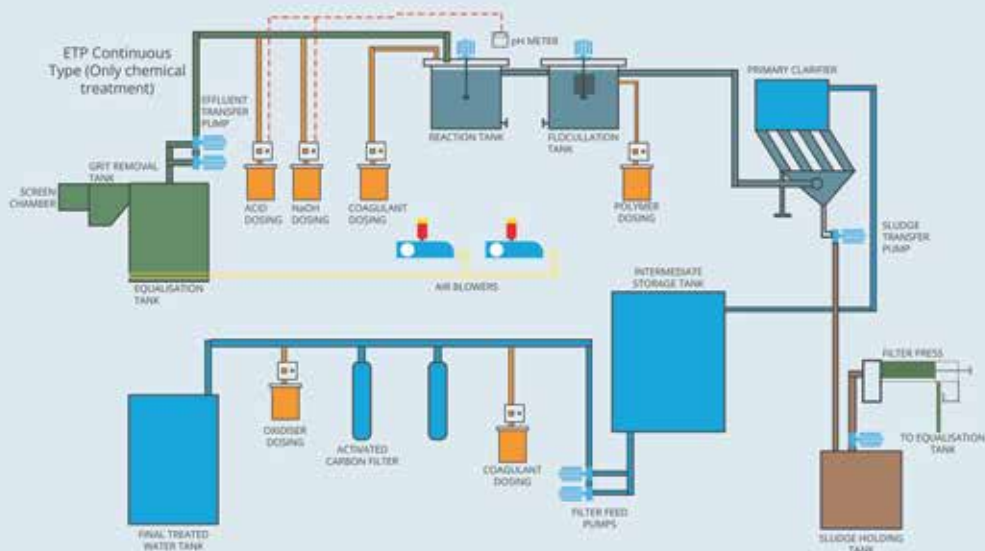 ETP Continuous
Type (Only chemical
treatment)
pH METER
EFFLUENT
TRANSFER
PUMP
GRIT REMOVAL
TANK
SCREEN
CHAMBER
EQUALISATION
TANK
ACID
DOSING
NaOH
DOSING
COAGULANT
DOSING
REACTION TANK
FLOCULLATION
TANK
POLYMER
DOSING
PRIMARY CLARIFIER
SLUDGE
TRANSFER
PUMP
AIR BLOWERS
INTERMEDIATE
STORAGE TANK
FILTER PRESS
TO EQUALISATION
TANK
SLUDGE HOLDING
TANK
FILTER FEED
PUMPS
COAGULANT
DOSING
ACTIVATED
CARBON FILTER
OXIDISER
DOSING
FINAL TREATED
WATER TANK